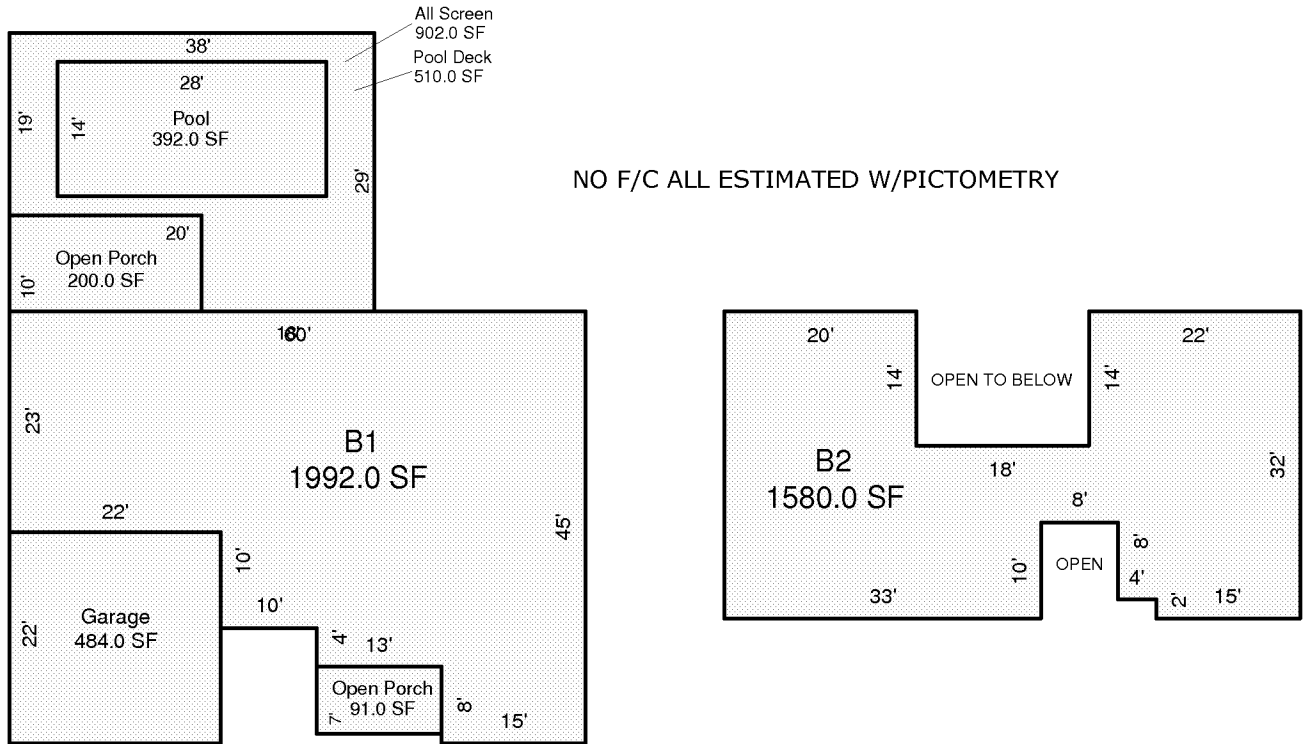 All Screen
902.0 SF
Pool Deck
510.0 SF
38'
28'
19'
14'
Pool
392.0 SF
29'
NO F/C ALL ESTIMATED W/PICTOMETRY
20'
Open Porch
200.0 SF
10'
60'
23'
B1
1992.0 SF
22'
45'
10'
10'
Garage
484.0 SF
22'
4'
13'
Open Porch
91.0 SF
7'
8'
15'
20'
22'
14'
OPEN TO BELOW
14'
B2
1580.0 SF
18'
32'
8'
10'
OPEN
8'
4'
33'
2'
15'